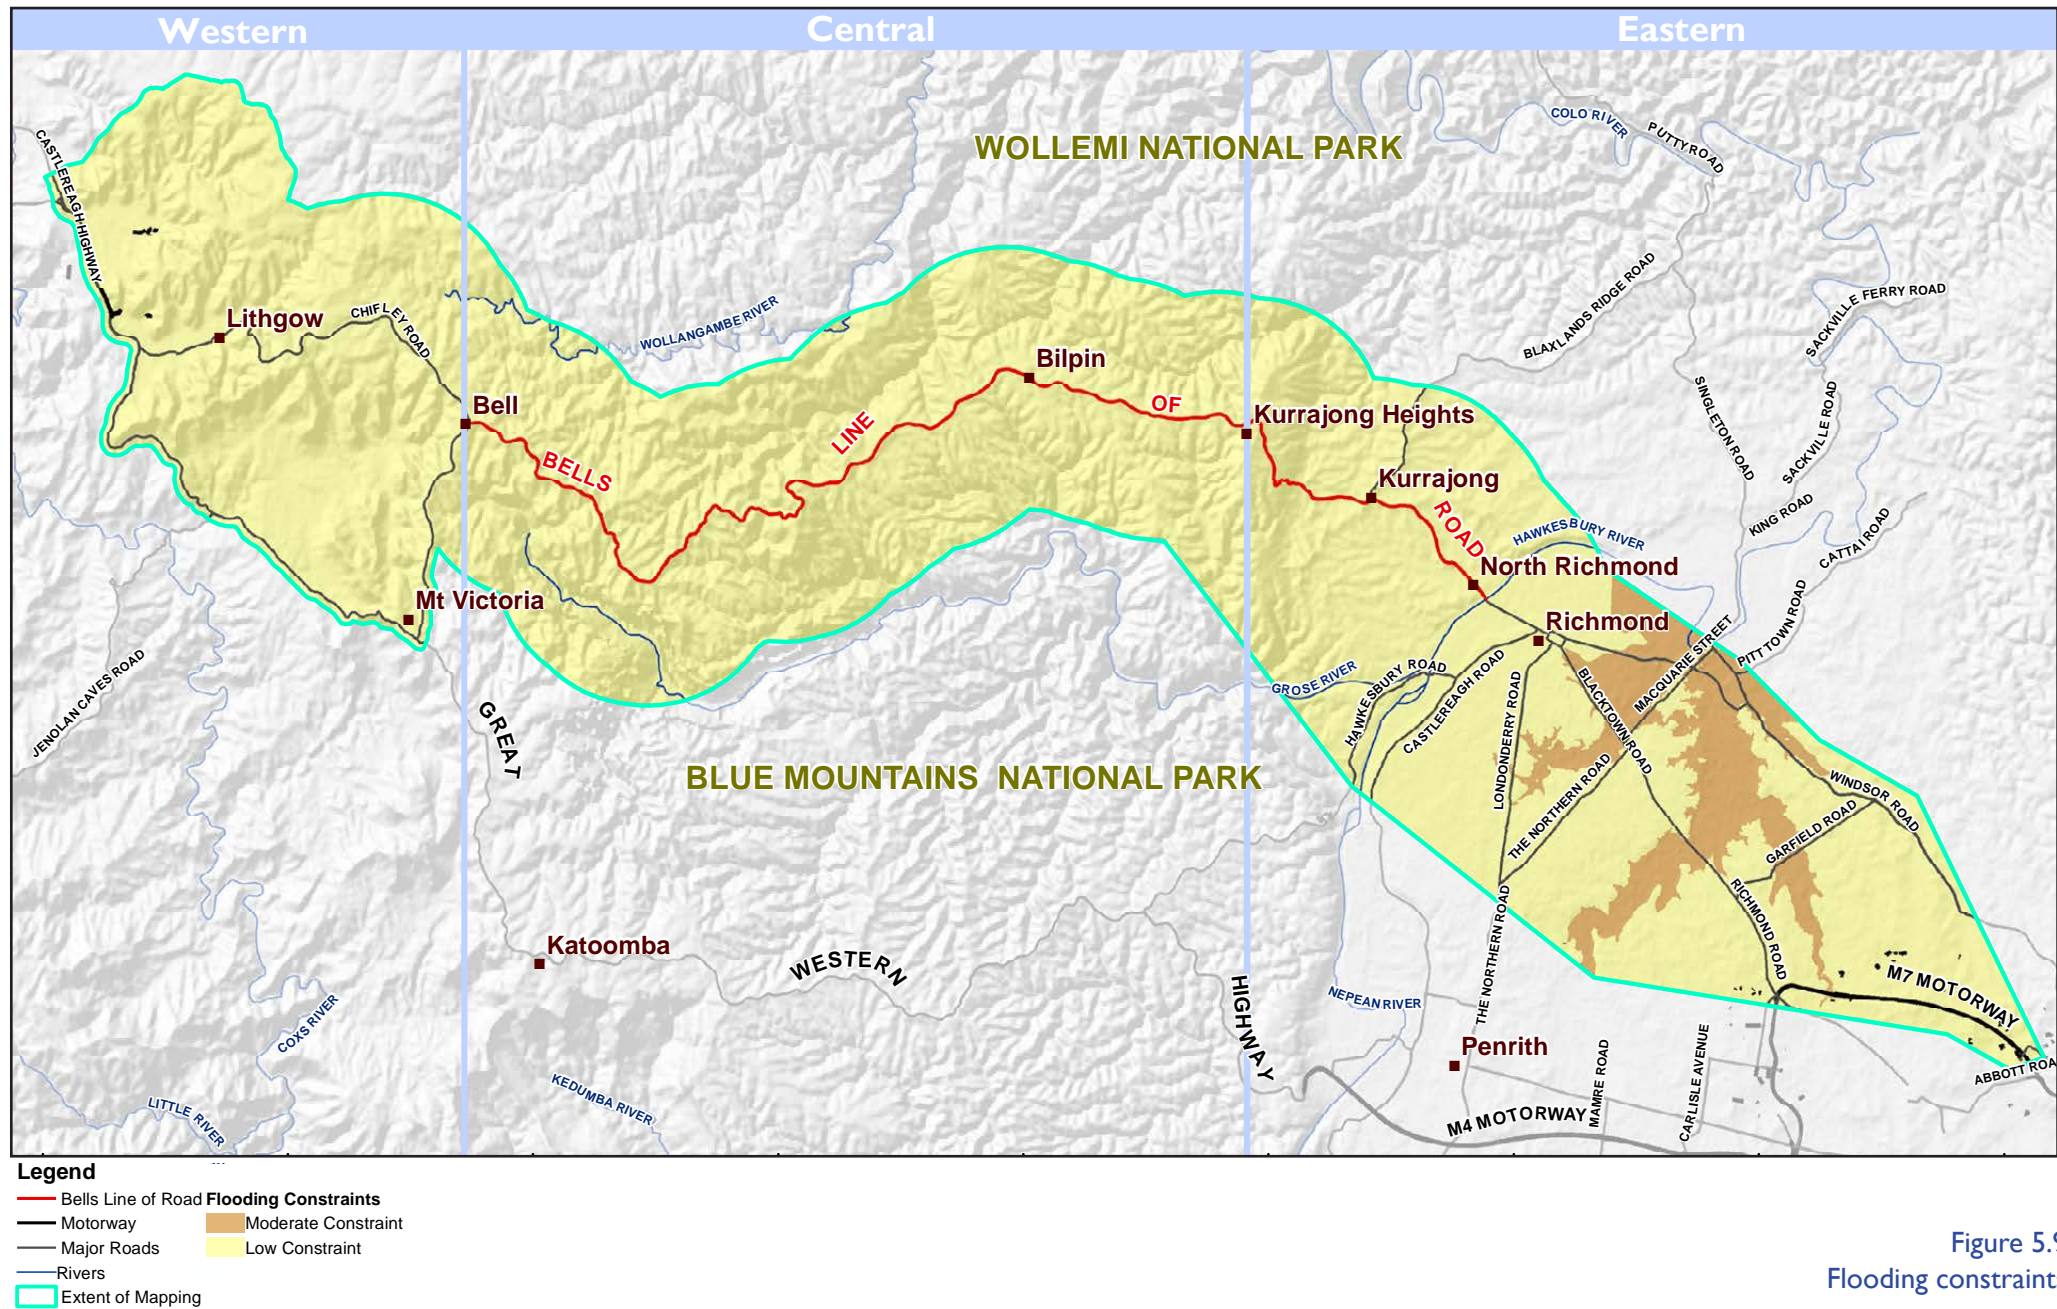 Western
Central
Eastern
WOLLEMI NATIONAL PARK
COLO RIVER
PUTTY ROAD
CASTLEREAGH HIGHWAY
Lithgow
CHIFLEY ROAD
WOLLANGAMBE RIVER
BLAXLANDS RIDGE ROAD
SACKVILLE FERRY ROAD
Bilpin
Bell
BELLS
LINE
OF
ROAD
Kurrajong Heights
Kurrajong
SINGLETON ROAD
SACKVILLE ROAD
KING ROAD
CATTAI ROAD
HAWKESBURY RIVER
North Richmond
Mt Victoria
Richmond
PITT TOWN ROAD
MACQUARIE STREET
JENOLAN CAVES ROAD
GROSE RIVER
HAWKESBURY ROAD
CASTLEREAGH ROAD
LONDONDERRY ROAD
BLACKTOWN ROAD
THE NORTHERN ROAD
WINDSOR ROAD
GARFIELD ROAD
GREAT
BLUE MOUNTAINS NATIONAL PARK
RICHMOND ROAD
THE NORTHERN ROAD
Katoomba
WESTERN
HIGHWAY
NEPEAN RIVER
M7 MOTORWAY
COXS RIVER
Penrith
KEDUMBA RIVER
LITTLE RIVER
M4 MOTORWAY
MAMRE ROAD
CARLISLE AVENUE
ABBOTT ROA
Legend
Bells Line of Road
Flooding Constraints
Motorway
Moderate Constraint
Major Roads
Low Constraint
Rivers
Extent of Mapping
Figure 5.9
Flooding constraint